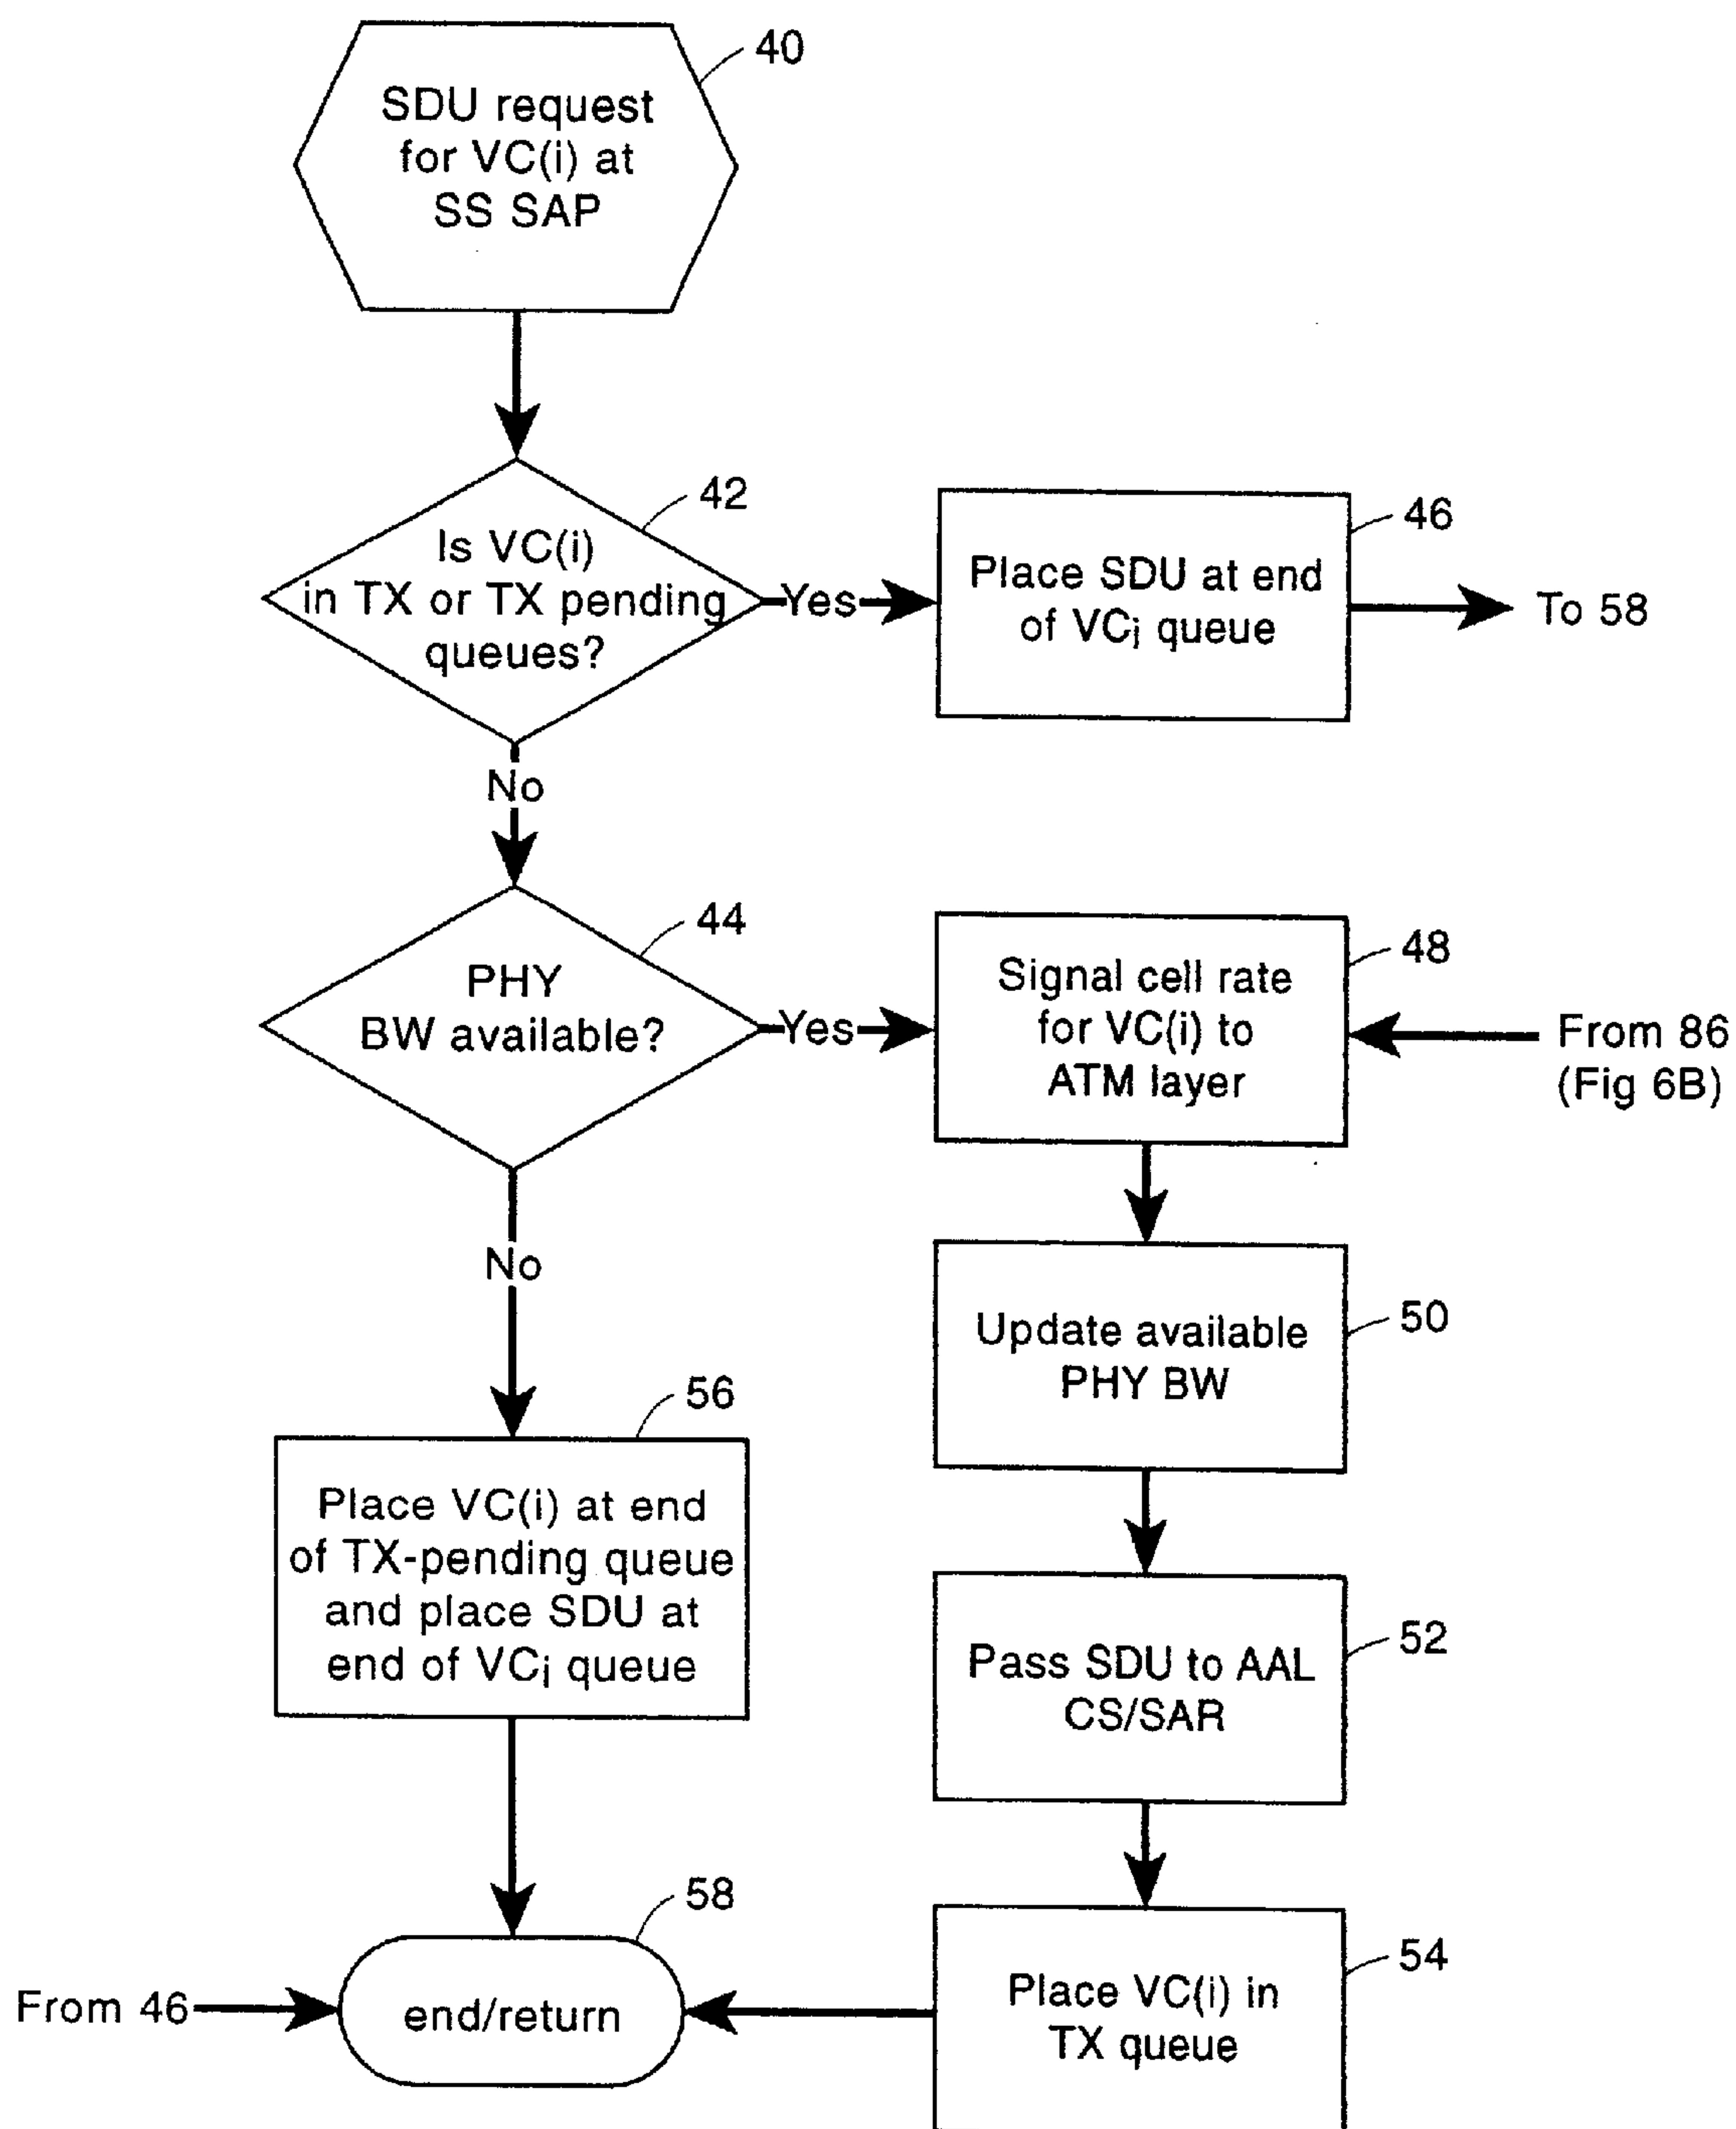 40
SDU request
for VC(i) at
SS SAP
42
Is VC(i)
in TX or TX pending
queues?
Yes
46
Place SDU at end
of VCi queue
To 58
No
44
PHY
BW available?
Yes
48
Signal cell rate
for VC(i) to
ATM layer
From 86
(Fig 6B)
No
50
Update available
PHY BW
56
Place VC(i) at end
of TX-pending queue
and place SDU at
end of VCi queue
52
Pass SDU to AAL
CS/SAR
58
From 46
end/return
54
Place VC(i) in
TX queue